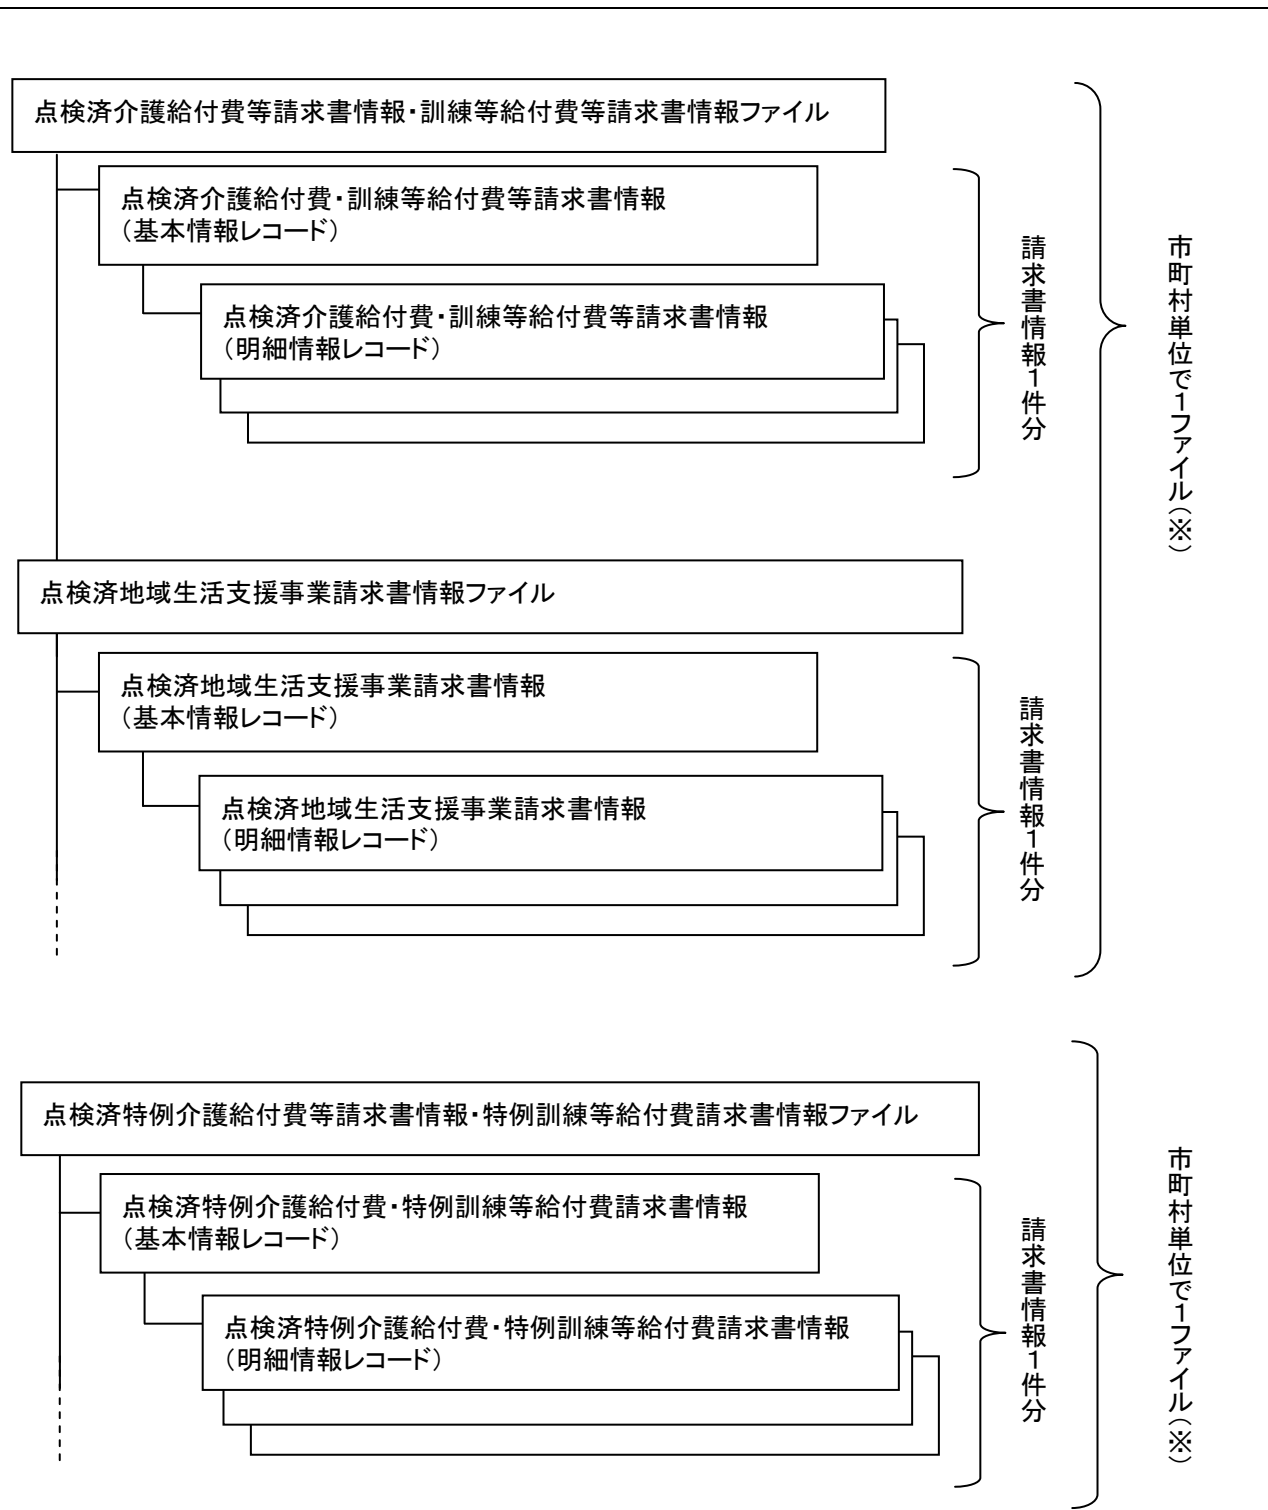 点検済介護給付費等請求書情報・訓練等給付費等請求書情報ファイル
点検済介護給付費・訓練等給付費等請求書情報
（基本情報レコード）
点検済介護給付費・訓練等給付費等請求書情報
（明細情報レコード）
請求書情報１件分
市町村単位で１ファイル（※）
点検済地域生活支援事業請求書情報ファイル
点検済地域生活支援事業請求書情報
（基本情報レコード）
点検済地域生活支援事業請求書情報
（明細情報レコード）
請求書情報１件分
点検済特例介護給付費等請求書情報・特例訓練等給付費請求書情報ファイル
点検済特例介護給付費・特例訓練等給付費請求書情報
（基本情報レコード）
点検済特例介護給付費・特例訓練等給付費請求書情報
（明細情報レコード）
請求書情報１件分
市町村単位で１ファイル（※）